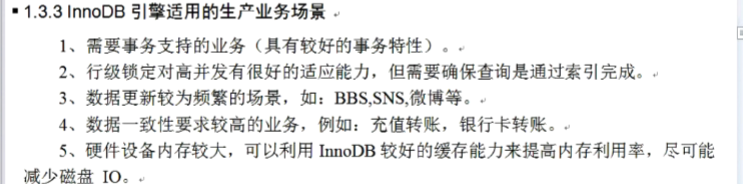 ▪ 1.3.3 InnoDB 引擎适用的生产业务场景
1、需要事务支持的业务（具有较好的事务特性）。
2、行级锁定对高并发有很好的适应能力，但需要确保查询是通过索引完成。
3、数据更新较为频繁的场景，如：BBS,SNS,微博等。
4、数据一致性要求较高的业务，例如：充值转账，银行卡转账。
5、硬件设备内存较大，可以利用 InnoDB 较好的缓存能力来提高内存利用率，尽可能
减少磁盘 IO。